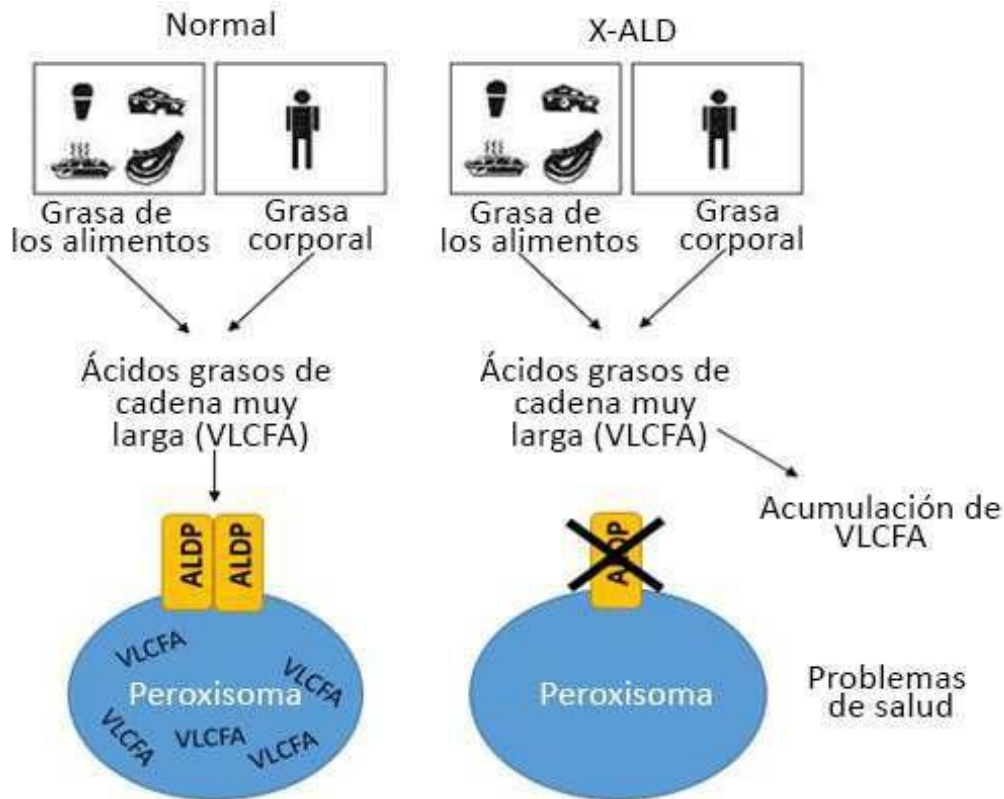 Normal
Grasa de
los alimentos
Grasa
corporal
Ácidos grasos de
cadena muy
larga (VLCFA)
ALDP
ALDP
VLCFA
VLCFA
Peroxisoma
VLCFA
VLCFA
VLCFA
X-ALD
Grasa de
los alimentos
Grasa
corporal
Ácidos grasos de
cadena muy
larga (VLCFA)
Acumulación de
VLCFA
ALDP
Peroxisoma
Problemas
de salud